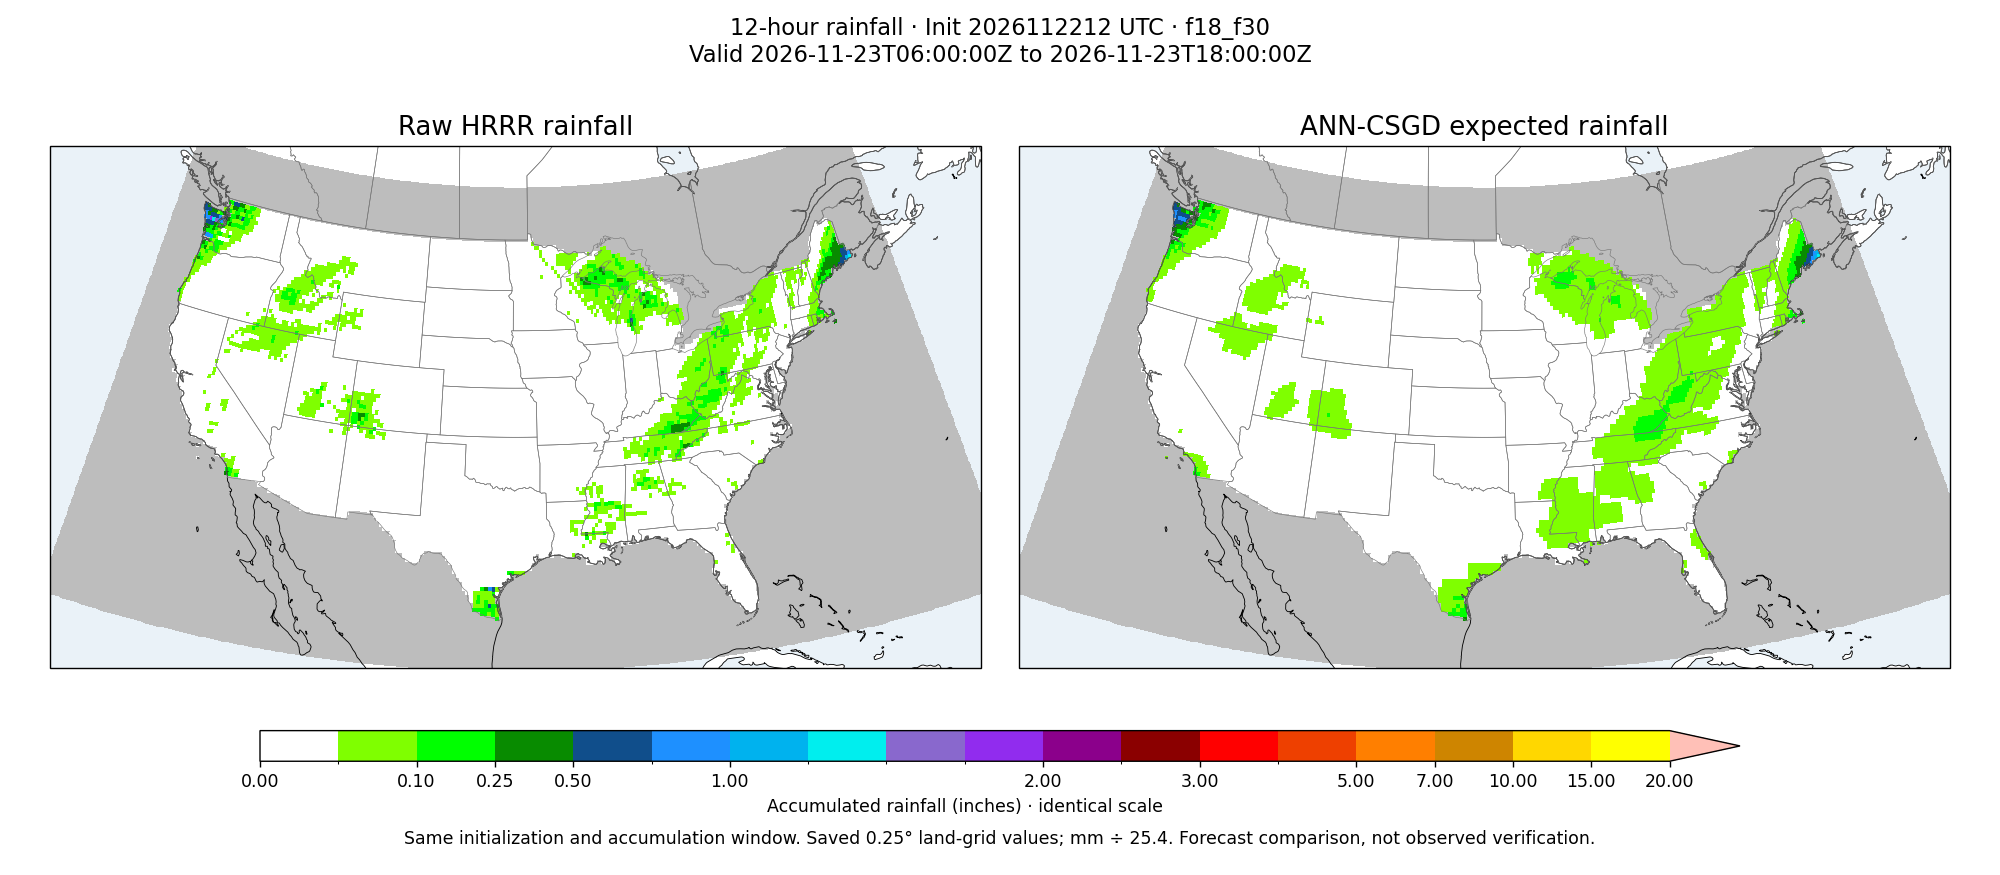 12-hour rainfall · Init 2026112212 UTC · f18_f30
Valid 2026-11-23T06:00:00Z to 2026-11-23T18:00:00Z
Raw HRRR rainfall
ANN-CSGD expected rainfall
0.00 0.10 0.25 0.50 1.00 2.00 3.00 5.00 7.00 10.00 15.00 20.00
Accumulated rainfall (inches) · identical scale
Same initialization and accumulation window. Saved 0.25° land-grid values; mm ÷ 25.4. Forecast comparison, not observed verification.